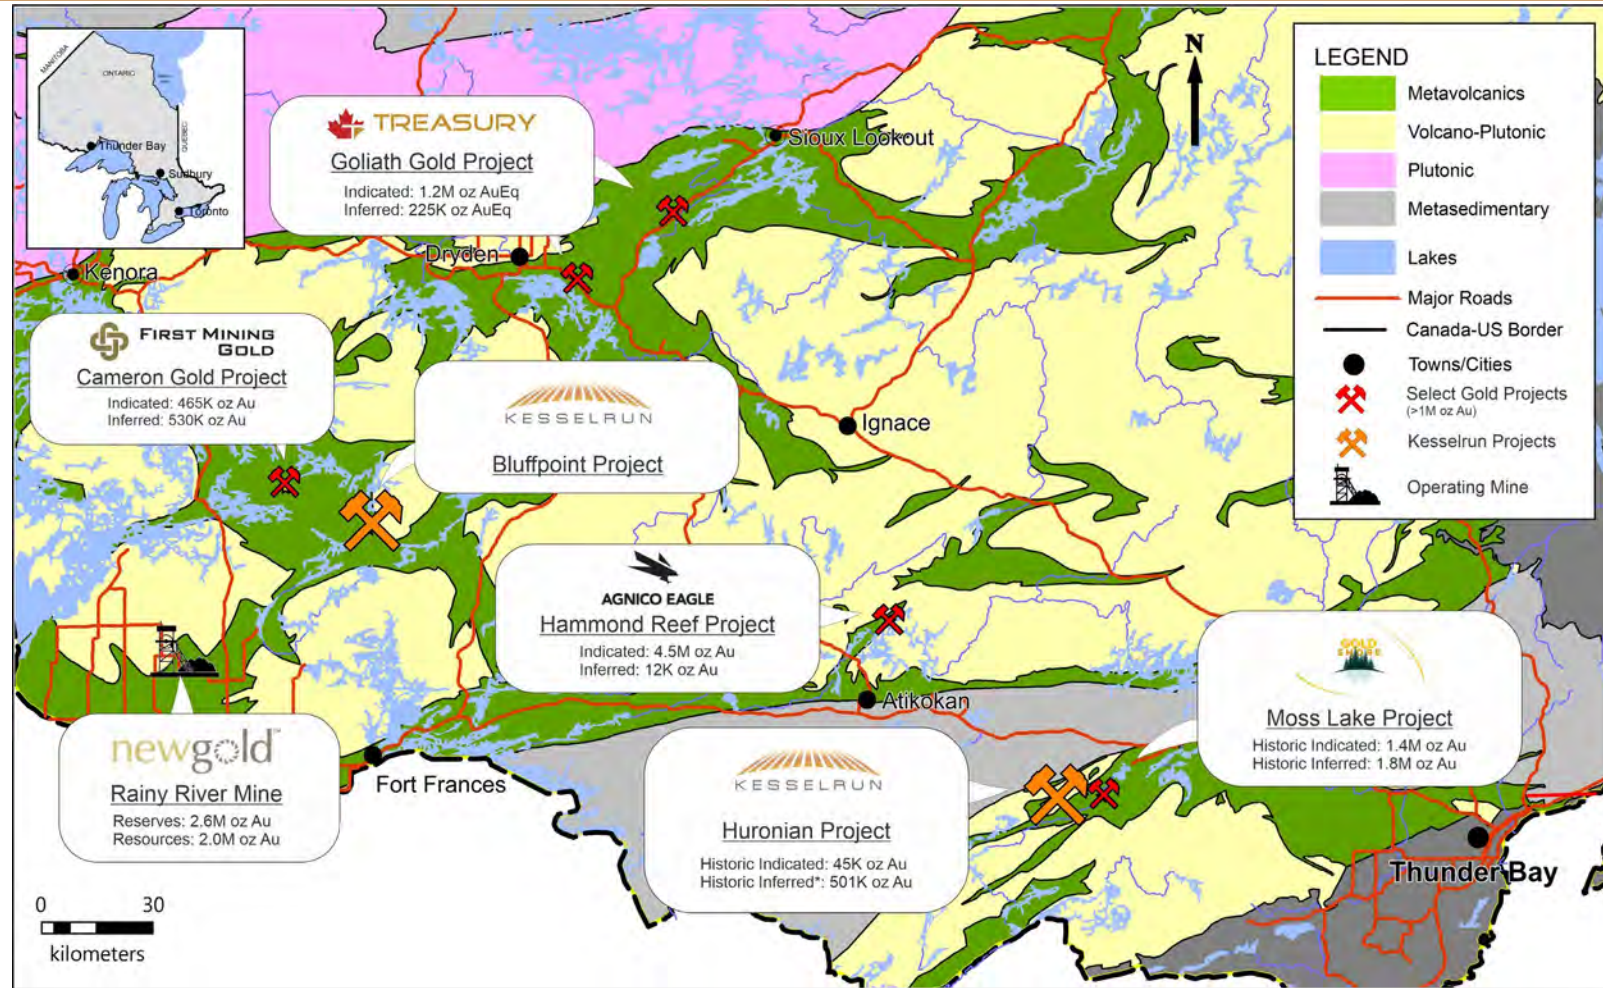 MANITOBA
ONTARIO
QUEBEC
Thunder Bay
Sudbury
Toronto
TREASURY
Goliath Gold Project
Indicated: 1.2M oz AuEq
Inferred: 225K oz AuEq
Sioux Lookout
N
Dryden
Kenora
FIRST MINING
GOLD
Cameron Gold Project
Indicated: 465K oz Au
Inferred: 530K oz Au
KESSELRUN
Bluffpoint Project
Ignace
AGNICO EAGLE
Hammond Reef Project
Indicated: 4.5M oz Au
Inferred: 12K oz Au
Atikokan
newgold™
Rainy River Mine
Reserves: 2.6M oz Au
Resources: 2.0M oz Au
Fort Frances
KESSELRUN
Huronian Project
Historic Indicated: 45K oz Au
Historic Inferred*: 501K oz Au
GOLD
SHORE
Moss Lake Project
Historic Indicated: 1.4M oz Au
Historic Inferred: 1.8M oz Au
Thunder Bay
0 30
kilometers
LEGEND
Metavolcanics
Volcano-Plutonic
Plutonic
Metasedimentary
Lakes
Major Roads
Canada-US Border
Towns/Cities
Select Gold Projects
(>1M oz Au)
Kesselrun Projects
Operating Mine